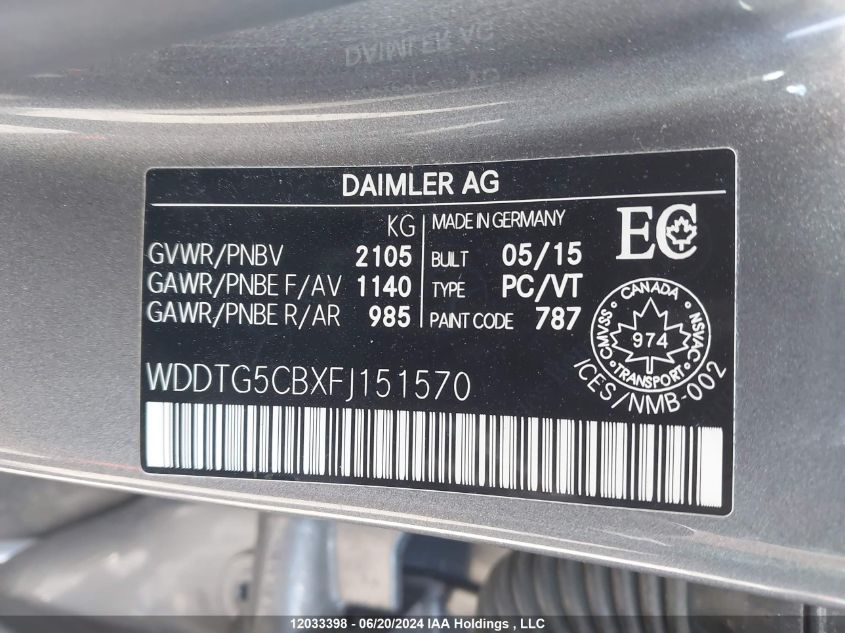 DAIMLER AG
KG
GVWR/PNBV 2105
GAWR/PNBE F/AV 1140
GAWR/PNBE R/AR 985
MADE IN GERMANY
BUILT 05/15
TYPE PC/VT
PAINT CODE 787
EC
CANADA
CMVSS NSVAC
974
TRANSPORT
ICES/NMB-002
WDDTG5CBXFJ151570
12033398 - 06/20/2024 IAA Holdings , LLC